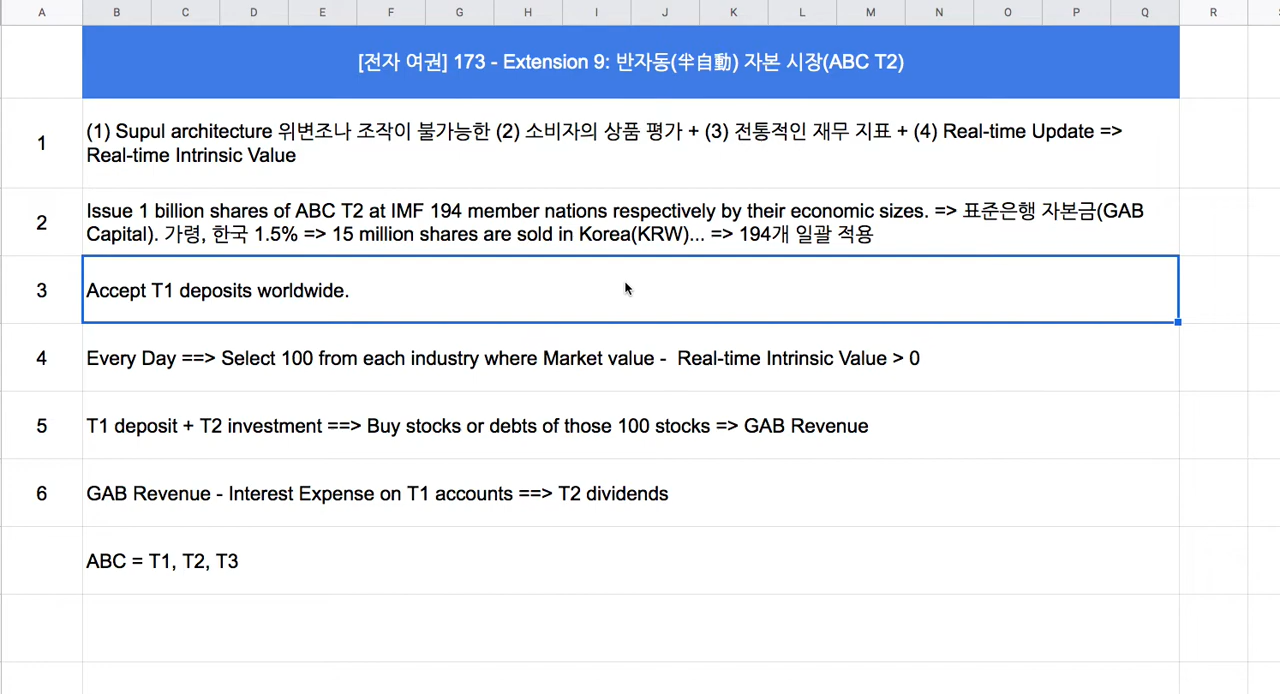 A B C D E F G H I J K L M N O P Q R
[전자 여권] 173 - Extension 9: 반자동(半自動) 자본 시장(ABC T2)
1
(1) Supul architecture 위변조나 조작이 불가능한 (2) 소비자의 상품 평가 + (3) 전통적인 재무 지표 + (4) Real-time Update =>
Real-time Intrinsic Value
2
Issue 1 billion shares of ABC T2 at IMF 194 member nations respectively by their economic sizes. => 표준은행 자본금(GAB
Capital). 가령, 한국 1.5% => 15 million shares are sold in Korea(KRW)... => 194개 일괄 적용
3
Accept T1 deposits worldwide.
4
Every Day ==> Select 100 from each industry where Market value -  Real-time Intrinsic Value > 0
5
T1 deposit + T2 investment ==> Buy stocks or debts of those 100 stocks => GAB Revenue
6
GAB Revenue - Interest Expense on T1 accounts ==> T2 dividends
ABC = T1, T2, T3